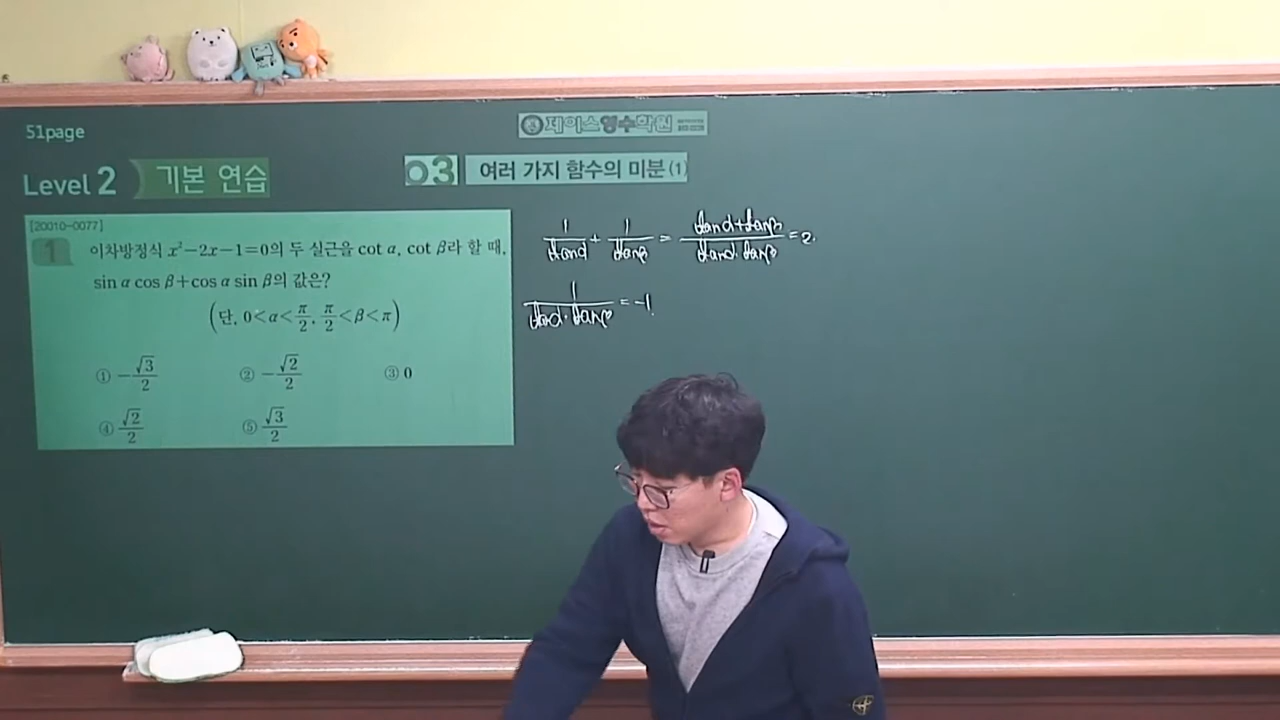 51page
제이스영수학원
Level 2 기본 연습
03 여러 가지 함수의 미분 (1)
[20010-0077]
1 이차방정식 x²-2x-1=0의 두 실근을 cot α, cot β라 할 때,
sin α cos β+cos α sin β의 값은?
(단, 0<α<π/2, π/2<β<π)
① -√3/2 ② -√2/2 ③ 0
④ √2/2 ⑤ √3/2
1/tanα + 1/tanβ = tanα+tanβ/tanα·tanβ = 2.
1/tanα·tanβ = -1.